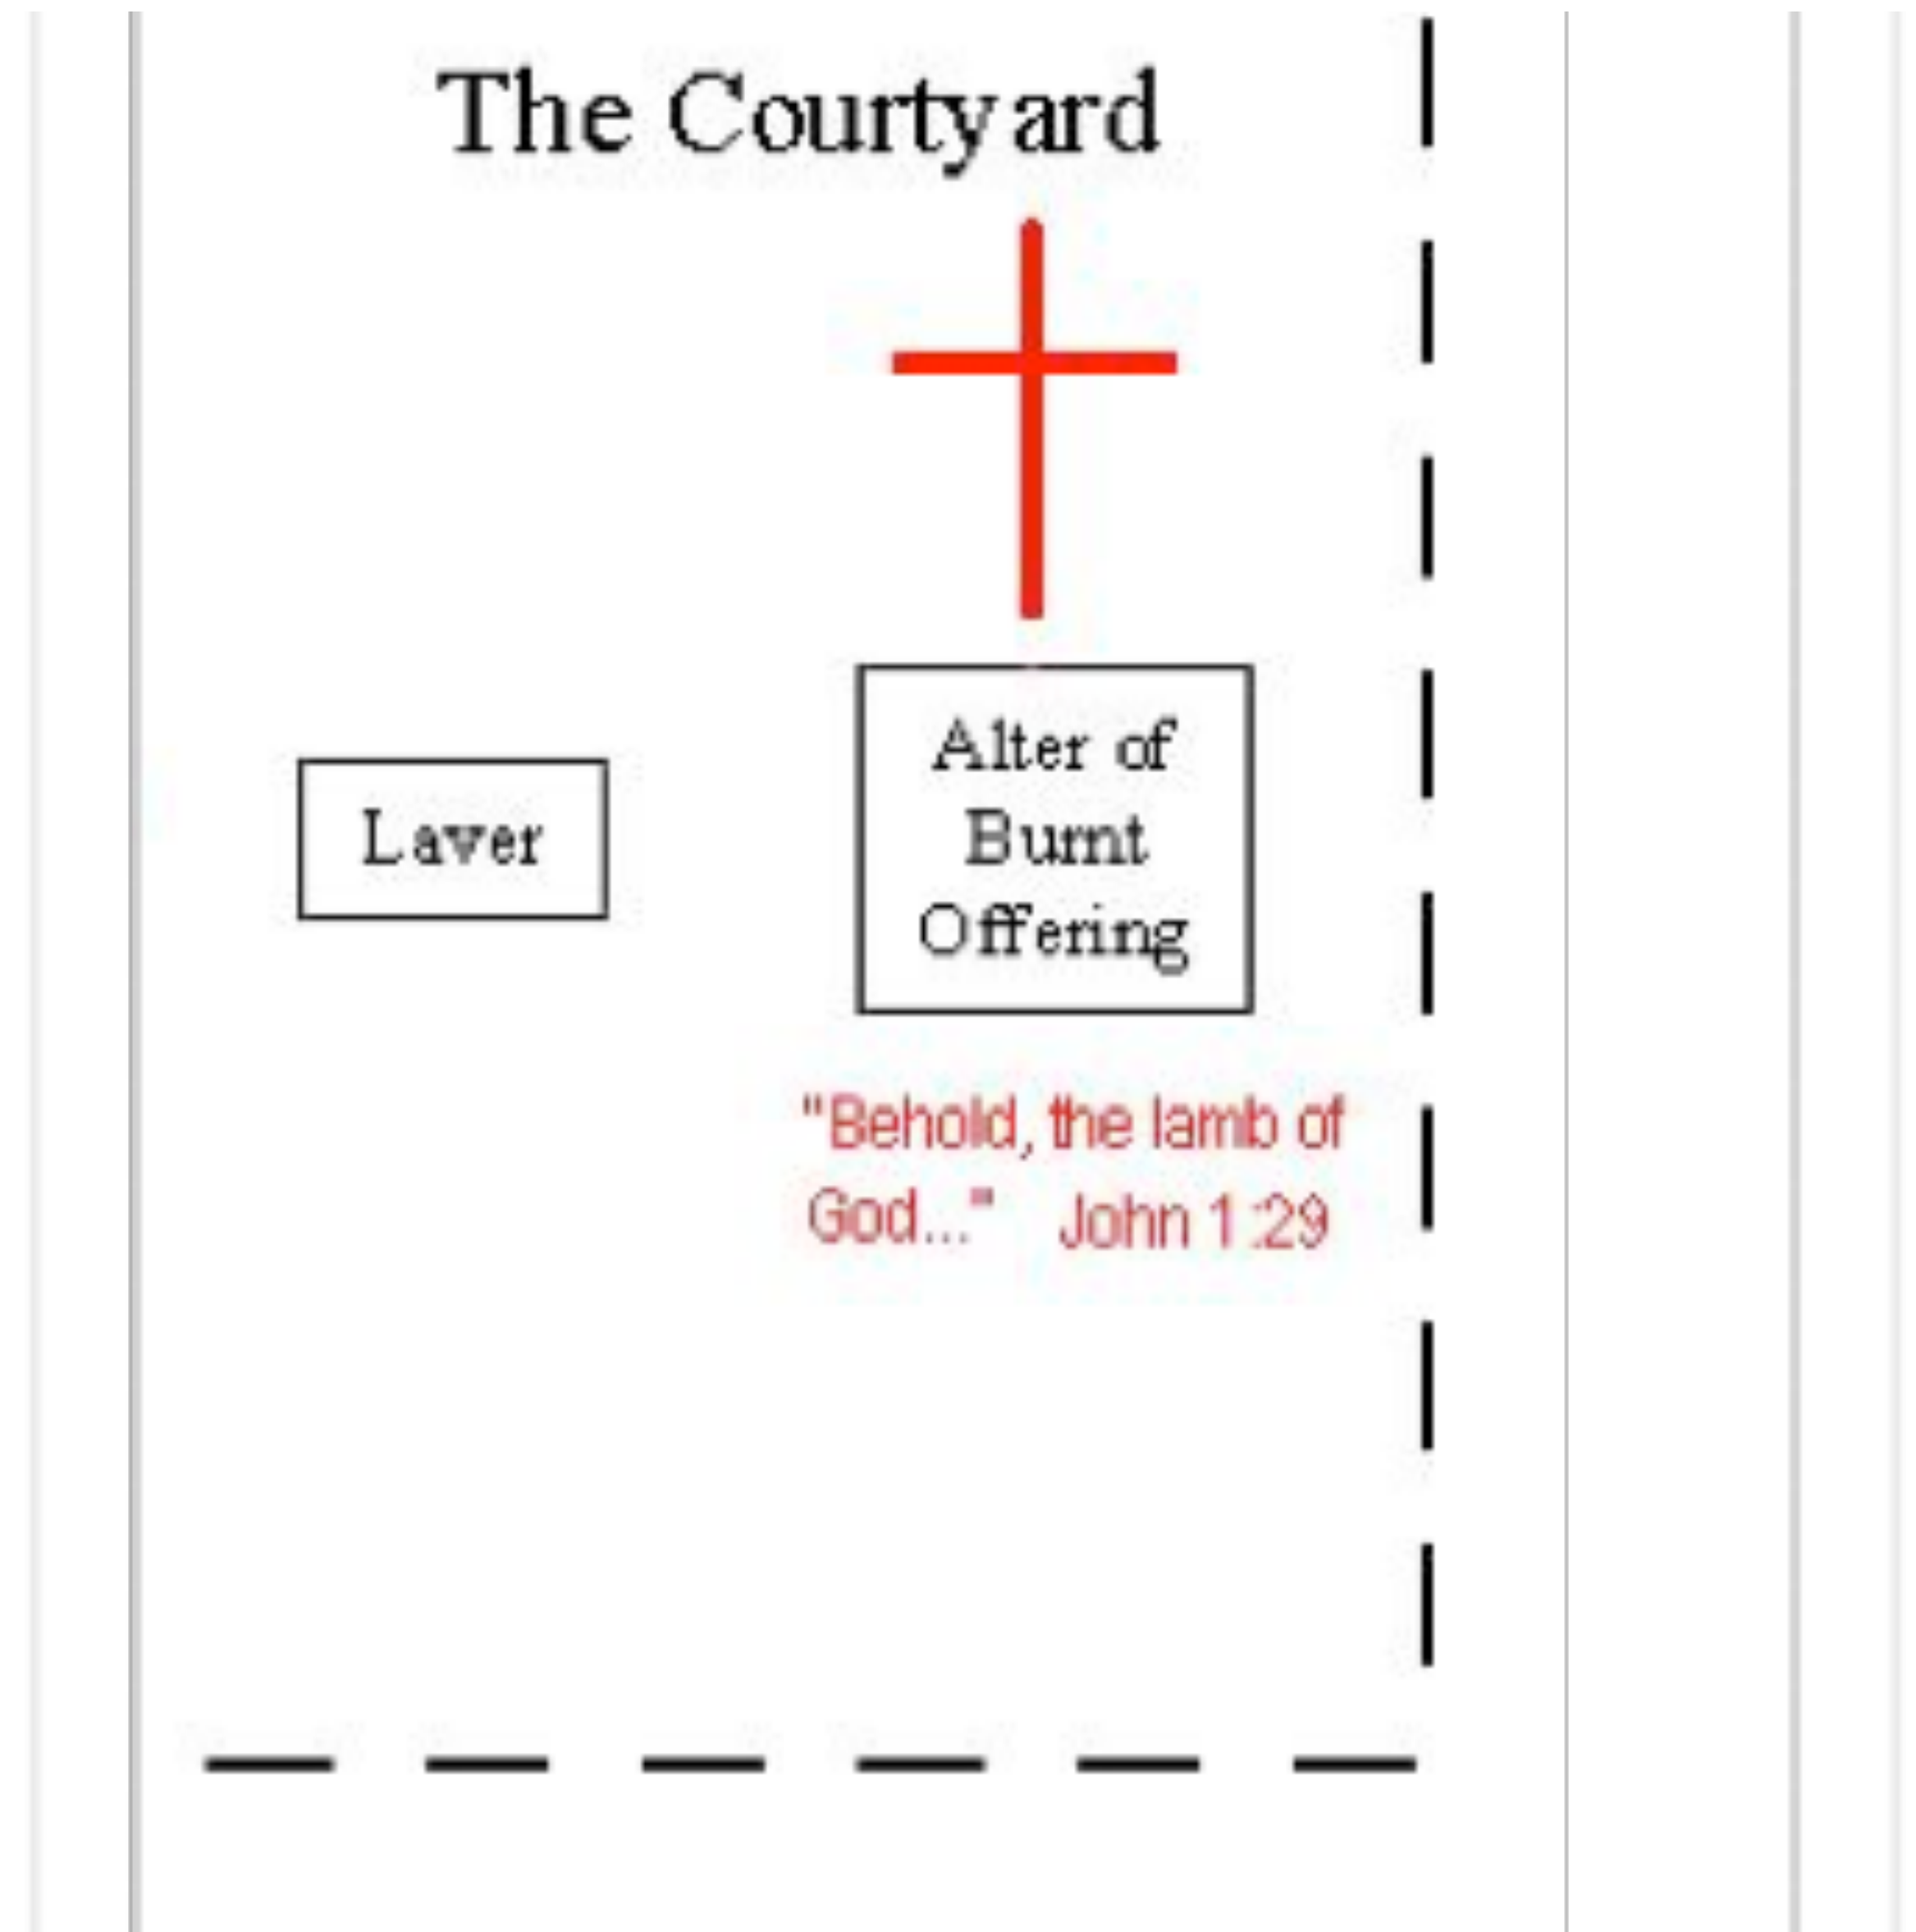 The Courtyard
Laver
Alter of
Burnt
Offering
"Behold, the lamb of
God..." John 1:29